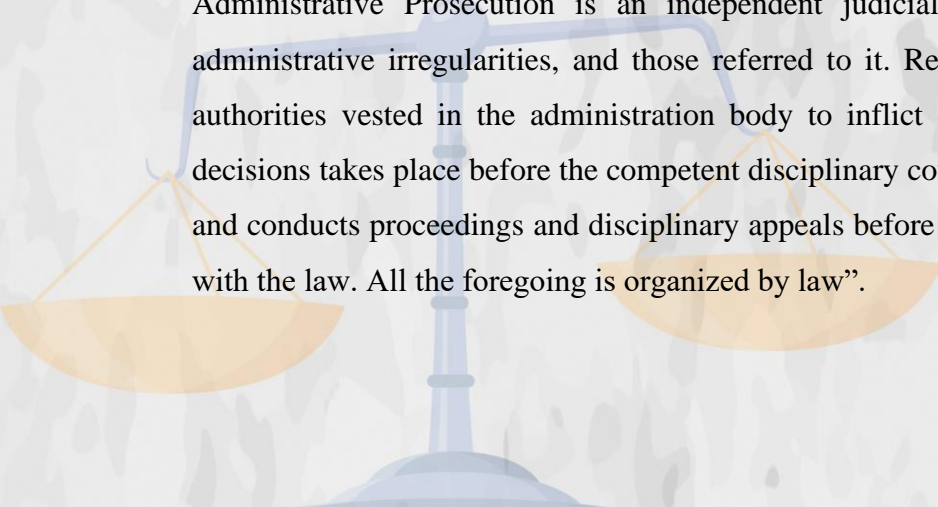 Administrative Prosecution is an independent judicial
administrative irregularities, and those referred to it. Re
authorities vested in the administration body to inflict
decisions takes place before the competent disciplinary co
and conducts proceedings and disciplinary appeals before
with the law. All the foregoing is organized by law”.